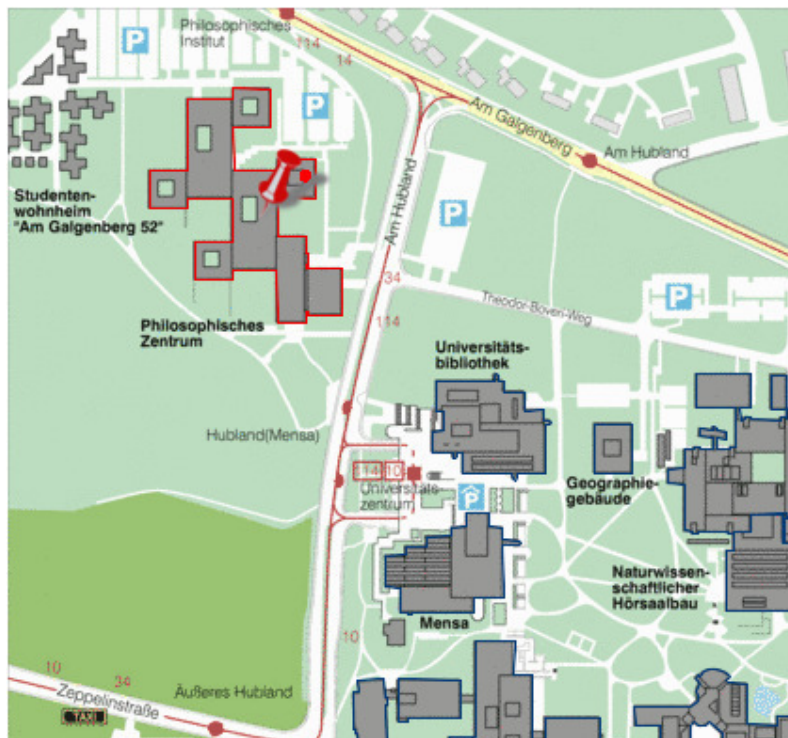 Philosophisches
Institut
P
114
14
P
Am Galgenberg
Am Hubland
Studenten-
wohnheim
"Am Galgenberg 52"
Am Hubland
P
34
114
P
Theodor-Boveri-Weg
Philosophisches
Zentrum
Universitäts-
bibliothek
Hubland(Mensa)
114 10
Universitäts-
zentrum
P
Geographie-
gebäude
Naturwissen-
schaftlicher
Hörsaalbau
Mensa
10
10
34
Zeppelinstraße
Äußeres Hubland
TAXI